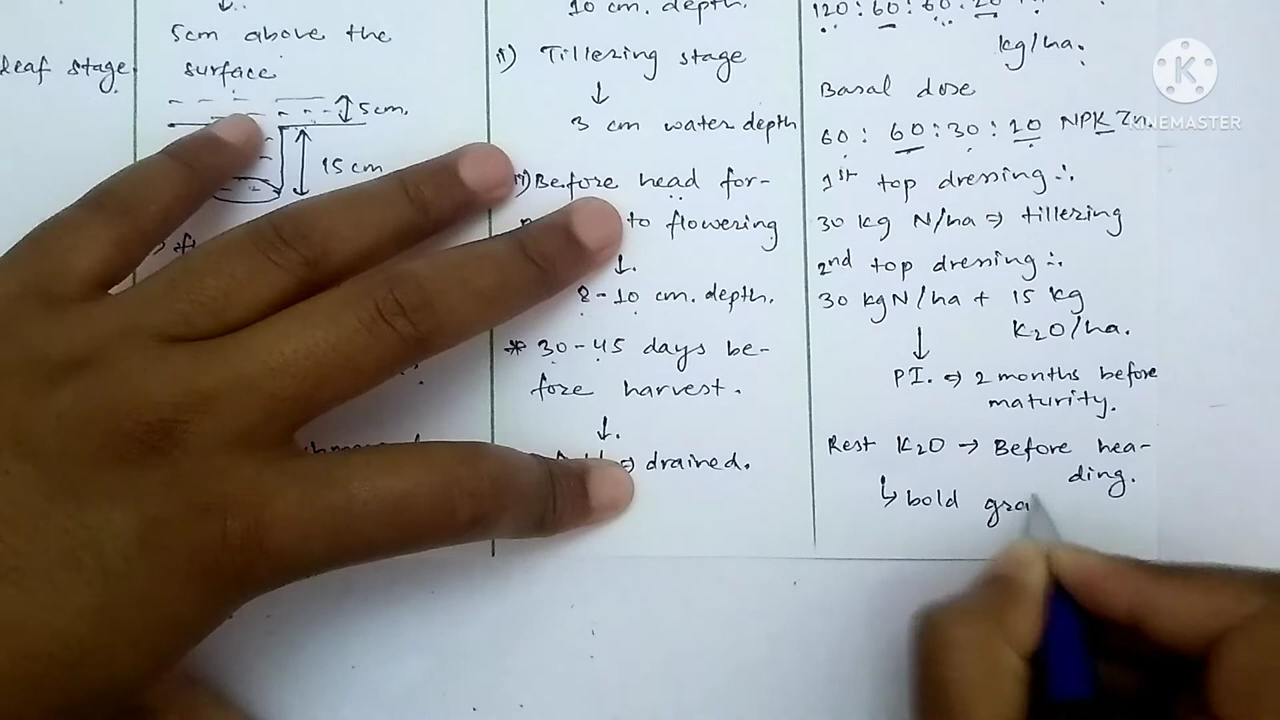 leaf stage
5cm above the
surface
5cm.
15 cm
10 cm. depth.
ii) Tillering stage
3 cm water depth
iii) Before head for-
to flowering
8-10 cm. depth.
* 30-45 days be-
fore harvest.
⇒ drained.
120 : 60 : 60 : 20
kg/ha.
Basal dose
60 : 60 : 30 : 20 NPK Zn.
1st top dressing :.
30 kg N/ha ⇒ tillering
2nd top dressing :.
30 kgN/ha + 15 kg
K2O/ha.
PI. ⇒ 2 months before
maturity.
Rest K2O → Before hea-
ding.
↳ bold gra
KINEMASTER